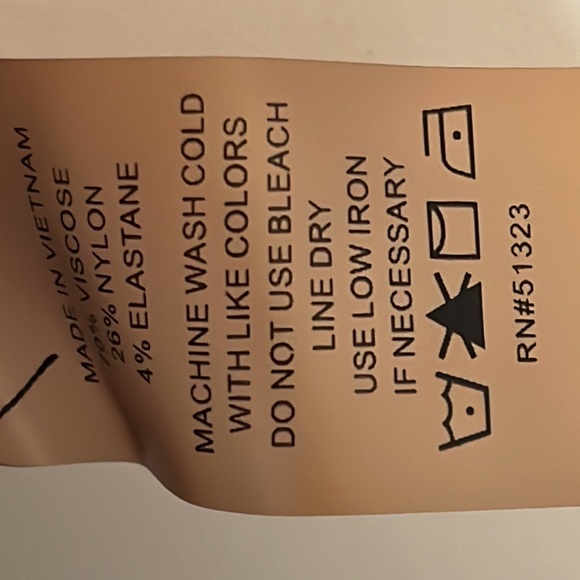 MADE IN VIETNAM
70% VISCOSE
26% NYLON
4% ELASTANE
MACHINE WASH COLD
WITH LIKE COLORS
DO NOT USE BLEACH
LINE DRY
USE LOW IRON
IF NECESSARY
RN#51323